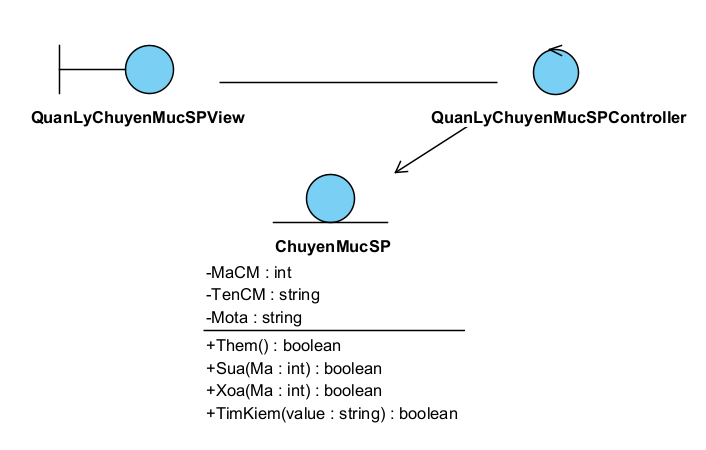 QuanLyChuyenMucSPView
QuanLyChuyenMucSPController
ChuyenMucSP
-MaCM : int
-TenCM : string
-Mota : string
+Them() : boolean
+Sua(Ma : int) : boolean
+Xoa(Ma : int) : boolean
+TimKiem(value : string) : boolean